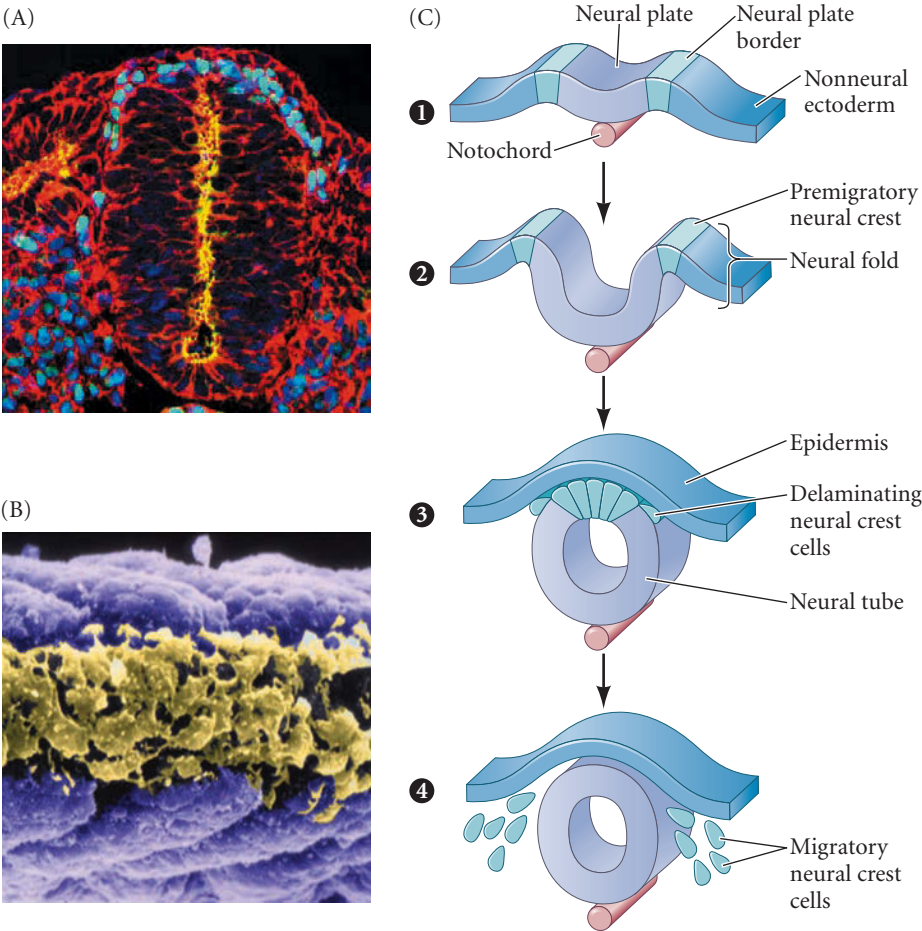 (A)
(B)
(C)
Neural plate
Neural plate
border
Nonneural
ectoderm
1
Notochord
Premigratory
neural crest
Neural fold
2
Epidermis
Delaminating
neural crest
cells
3
Neural tube
4
Migratory
neural crest
cells